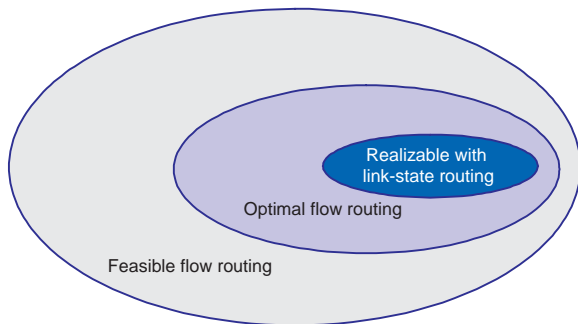 Realizable with
link-state routing
Optimal flow routing
Feasible flow routing